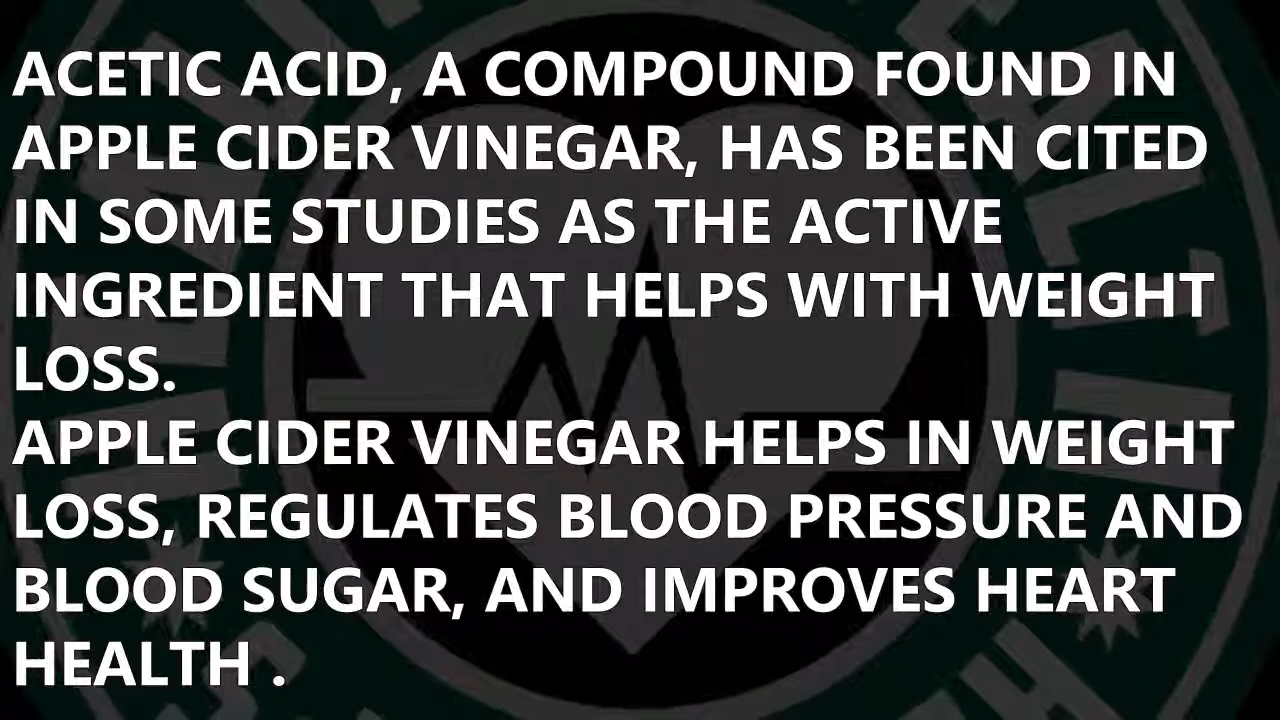 ACETIC ACID, A COMPOUND FOUND IN
APPLE CIDER VINEGAR, HAS BEEN CITED
IN SOME STUDIES AS THE ACTIVE
INGREDIENT THAT HELPS WITH WEIGHT
LOSS.
APPLE CIDER VINEGAR HELPS IN WEIGHT
LOSS, REGULATES BLOOD PRESSURE AND
BLOOD SUGAR, AND IMPROVES HEART
HEALTH .